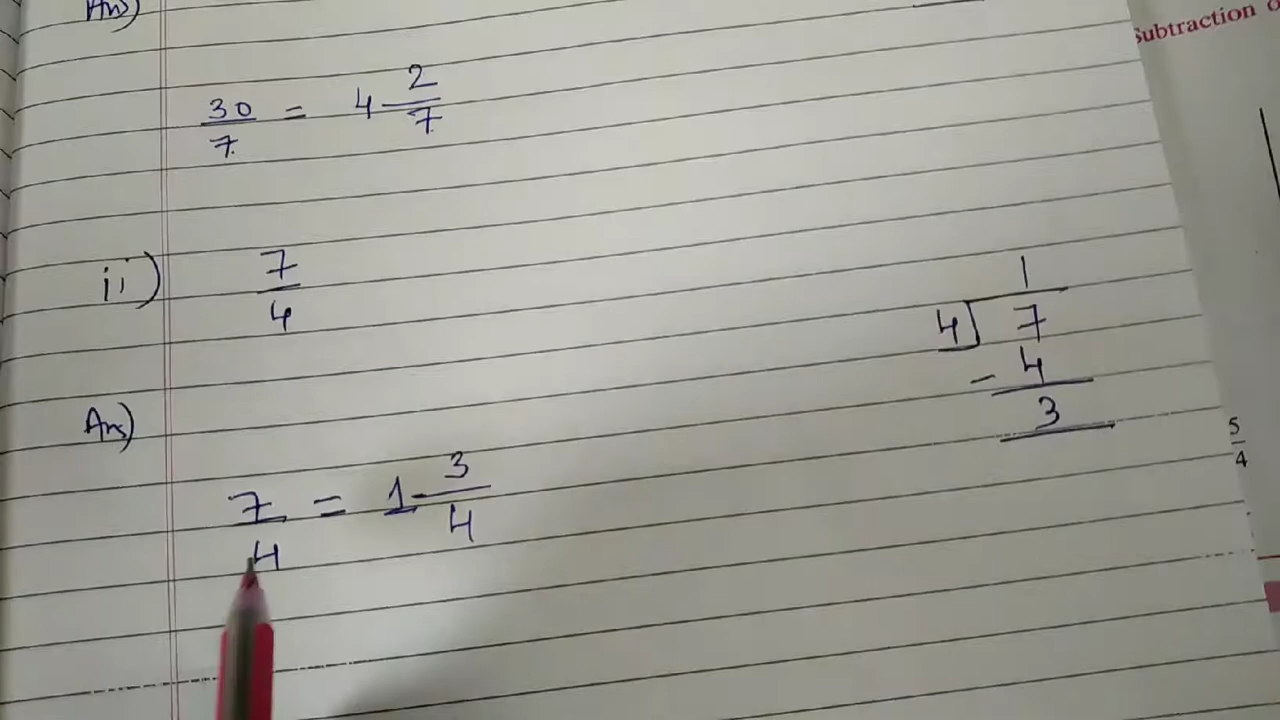 Ans)
Subtraction o
30/7 = 4 2/7
ii) 7/4
1
4) 7
- 4
3
Ans)
7/4 = 1 3/4
5/4